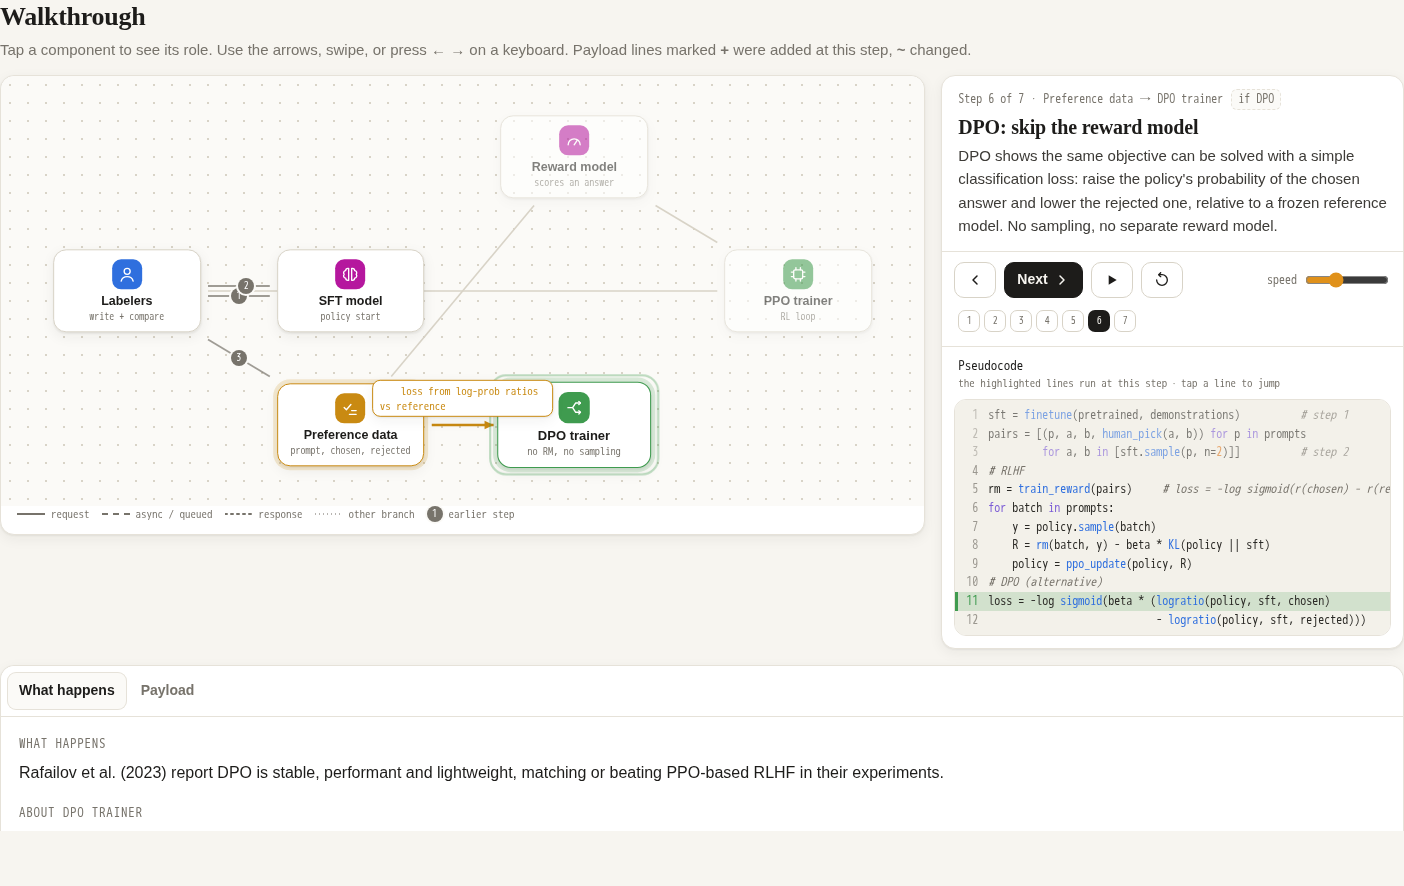 Walkthrough
Tap a component to see its role. Use the arrows, swipe, or press ← → on a keyboard. Payload lines marked + were added at this step, ~ changed.
Reward model
scores an answer
Labelers
write + compare
2
1
SFT model
policy start
PPO trainer
RL loop
3
loss from log-prob ratios
vs reference
Preference data
prompt, chosen, rejected
DPO trainer
no RM, no sampling
request
async / queued
response
other branch
1 earlier step
Step 6 of 7 · Preference data → DPO trainer if DPO
DPO: skip the reward model
DPO shows the same objective can be solved with a simple
classification loss: raise the policy's probability of the chosen
answer and lower the rejected one, relative to a frozen reference
model. No sampling, no separate reward model.
Next
speed
1 2 3 4 5 6 7
Pseudocode
the highlighted lines run at this step · tap a line to jump
1 sft = finetune(pretrained, demonstrations) # step 1
2 pairs = [(p, a, b, human_pick(a, b)) for p in prompts
3 for a, b in [sft.sample(p, n=2)]] # step 2
4 # RLHF
5 rm = train_reward(pairs) # loss = -log sigmoid(r(chosen) - r(re
6 for batch in prompts:
7 y = policy.sample(batch)
8 R = rm(batch, y) - beta * KL(policy || sft)
9 policy = ppo_update(policy, R)
10 # DPO (alternative)
11 loss = -log sigmoid(beta * (logratio(policy, sft, chosen)
12 - logratio(policy, sft, rejected)))
What happens
Payload
WHAT HAPPENS
Rafailov et al. (2023) report DPO is stable, performant and lightweight, matching or beating PPO-based RLHF in their experiments.
ABOUT DPO TRAINER